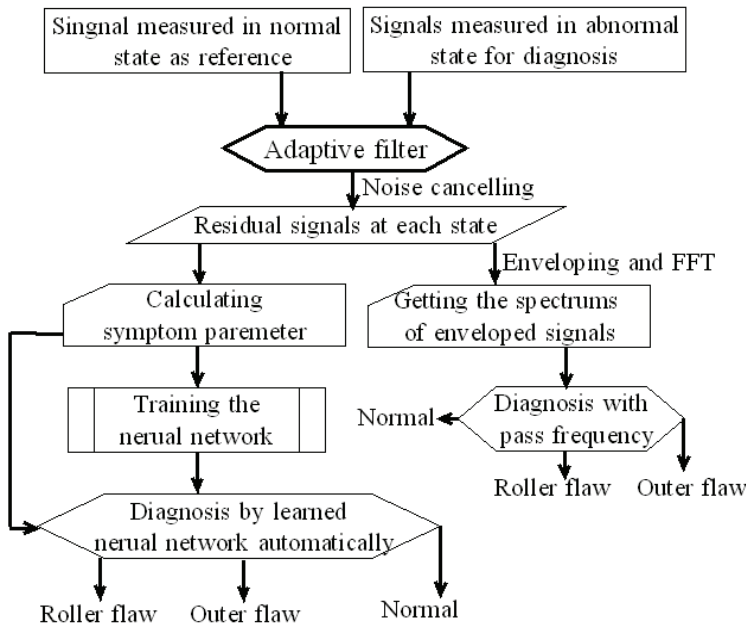 Singnal measured in normal
state as reference
Signals measured in abnormal
state for diagnosis
Adaptive filter
Noise cancelling
Residual signals at each state
Enveloping and FFT
Calculating
symptom paremeter
Getting the spectrums
of enveloped signals
Training the
nerual network
Normal
Diagnosis with
pass frequency
Roller flaw
Outer flaw
Diagnosis by learned
nerual network automatically
Roller flaw
Outer flaw
Normal